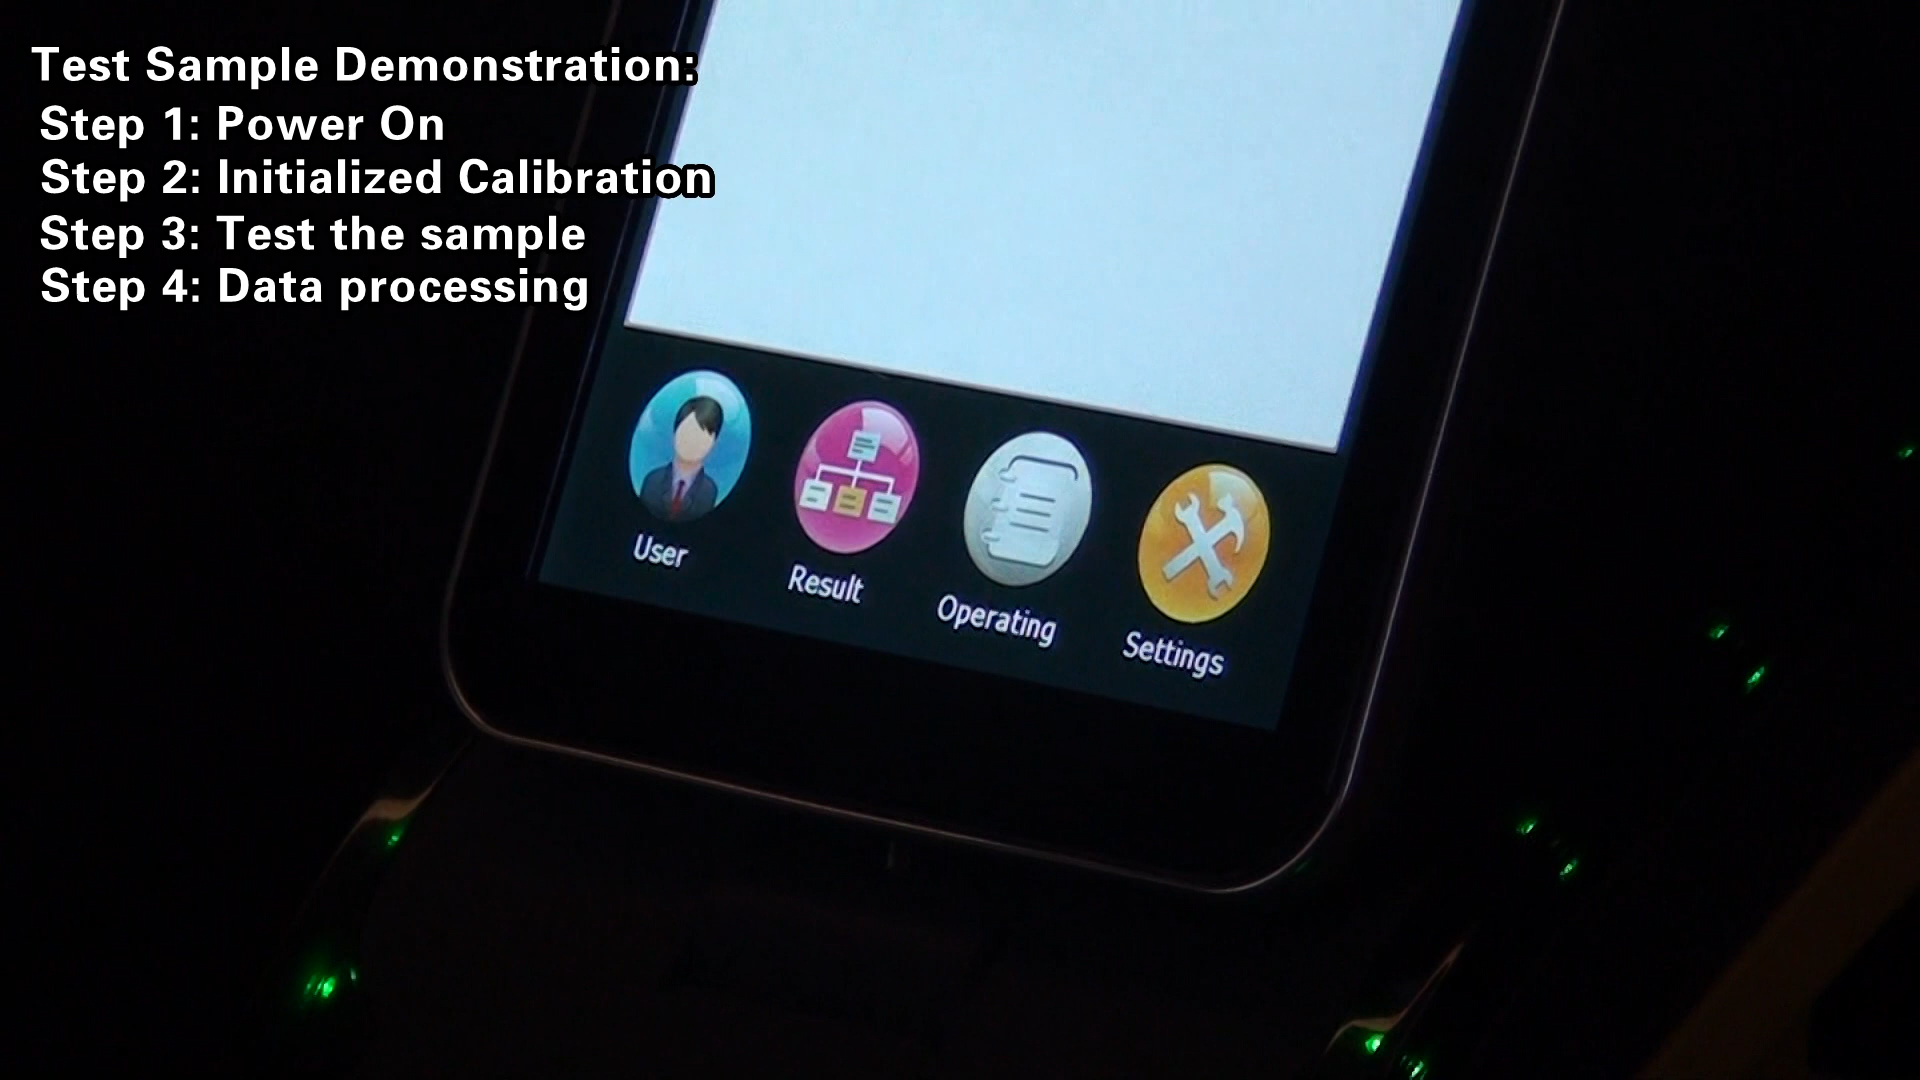 Test Sample Demonstration:
Step 1: Power On
Step 2: Initialized Calibration
Step 3: Test the sample
Step 4: Data processing
User
Result
Operating
Settings